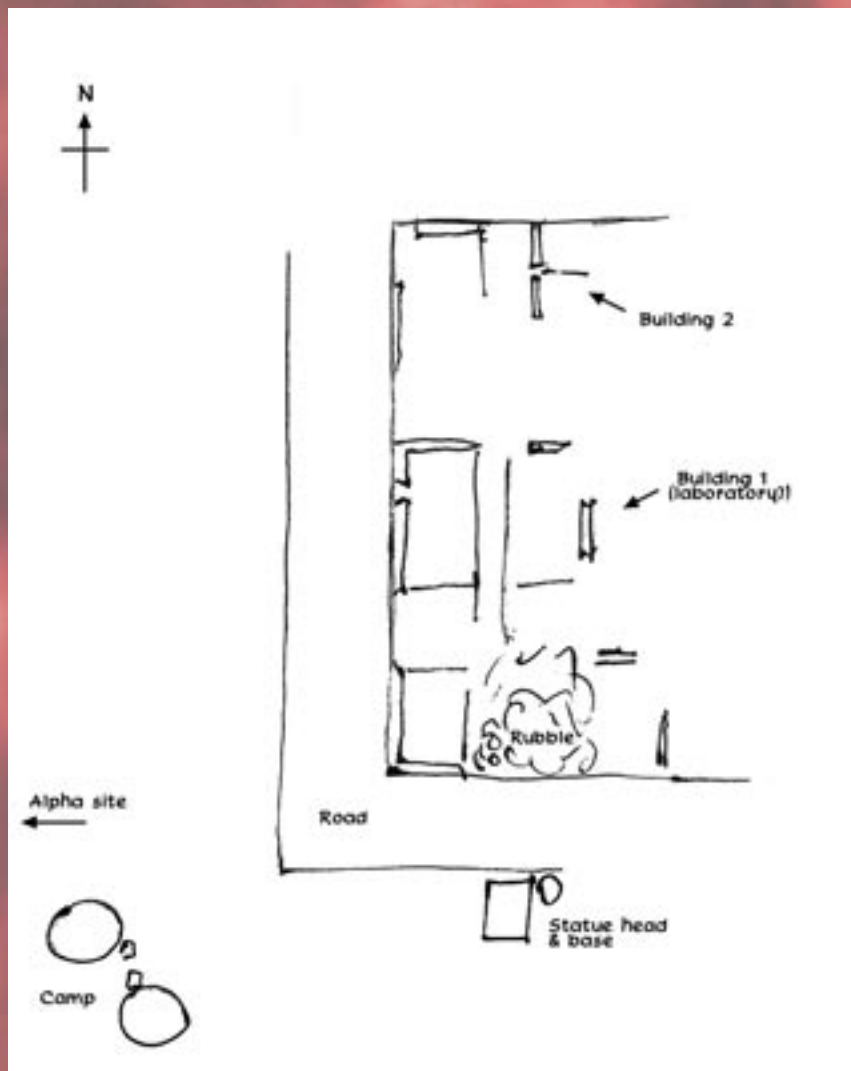 N
Building 2
Building 1
(laboratory))
Rubble
Alpha site
Road
Statue head
& base
Camp